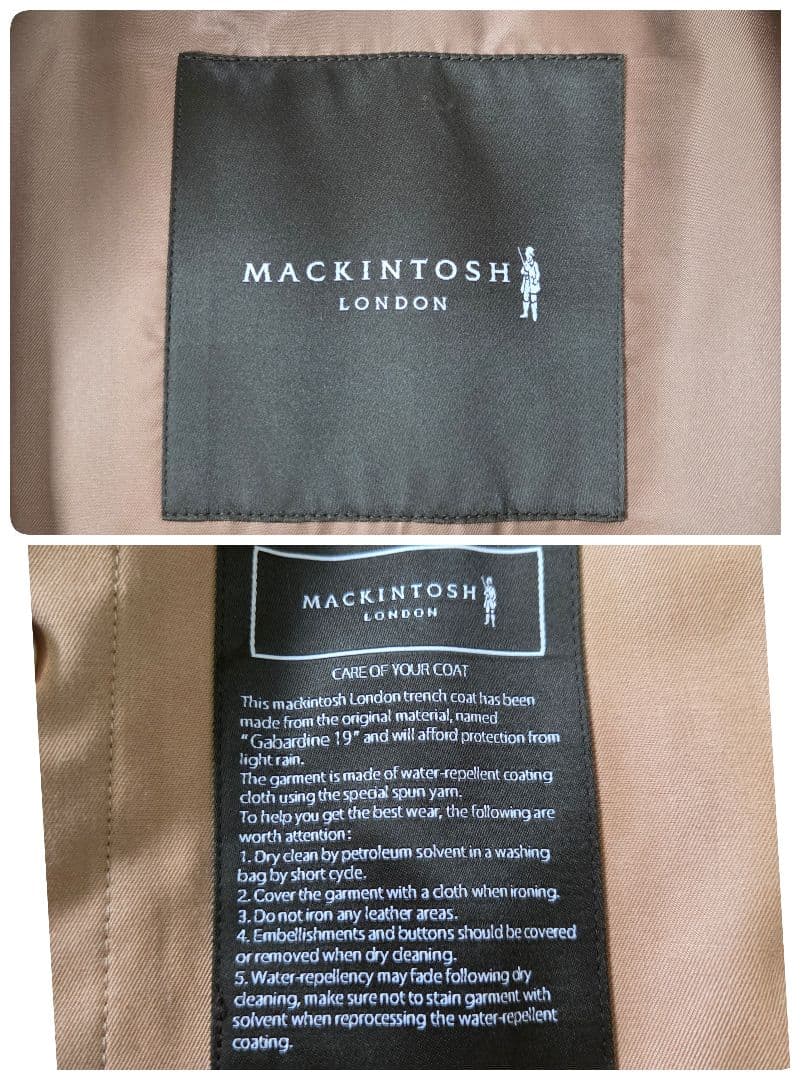 MACKINTOSH
LONDON
MACKINTOSH
LONDON
CARE OF YOUR COAT
This mackintosh London trench coat has been
made from the original material, named
"Gabardine 19" and will afford protection from
light rain.
The garment is made of water-repellent coating
cloth using the special spun yarn.
To help you get the best wear, the following are
worth attention:
1. Dry clean by petroleum solvent in a washing
bag by short cycle.
2. Cover the garment with a cloth when ironing.
3. Do not iron any leather areas.
4. Embellishments and buttons should be covered
or removed when dry cleaning.
5. Water-repellency may fade following dry
cleaning, make sure not to stain garment with
solvent when reprocessing the water-repellent
coating.